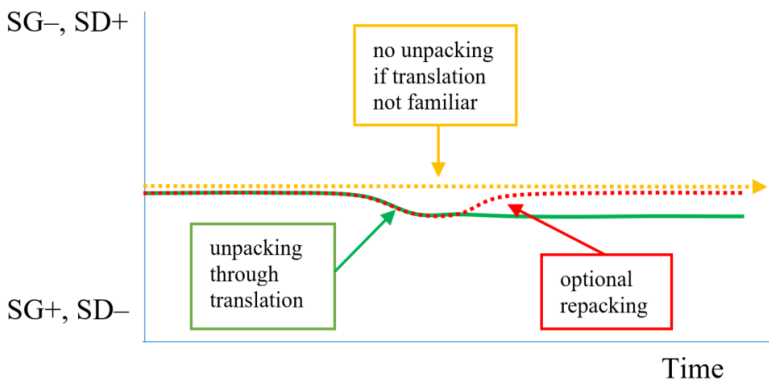 SG–, SD+
no unpacking
if translation
not familiar
unpacking
through
translation
optional
repacking
SG+, SD–
Time